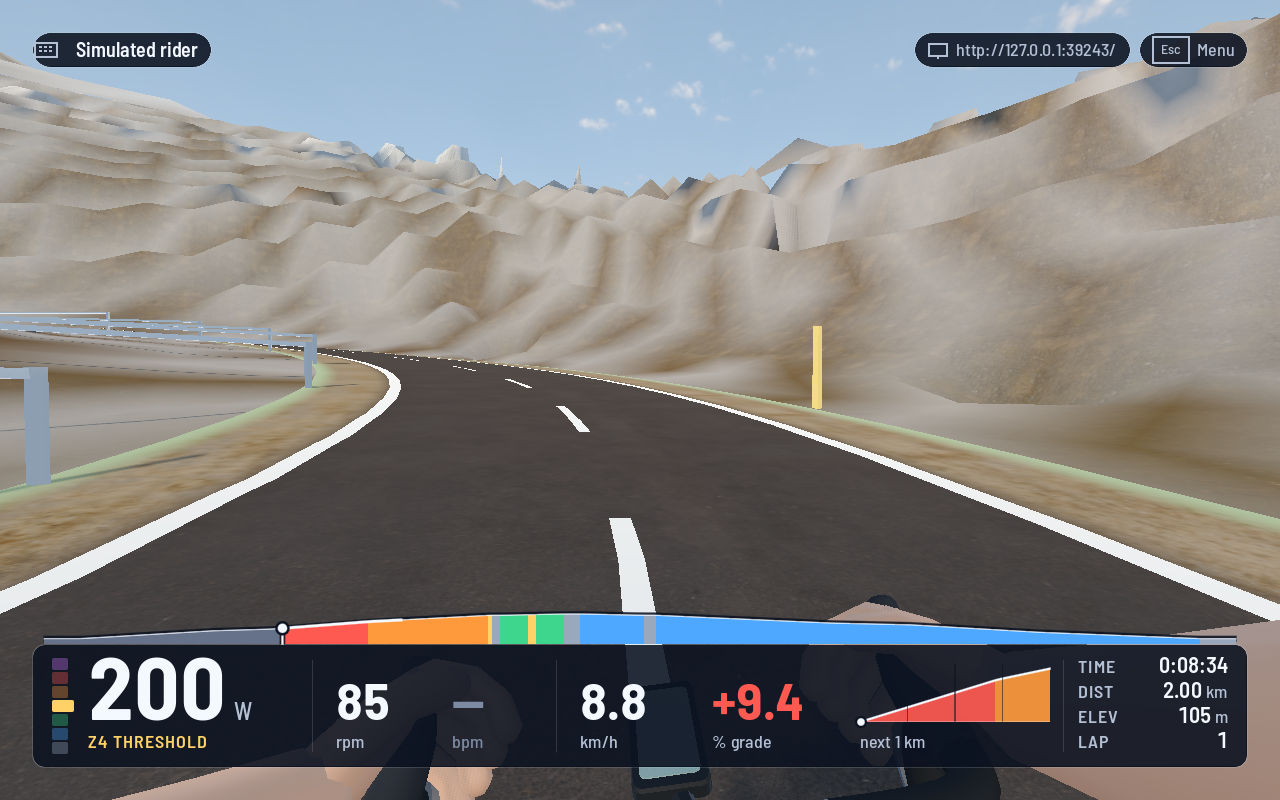 Simulated rider
http://127.0.0.1:39243/
Esc Menu
200 W
Z4 THRESHOLD
85
rpm
—
bpm
8.8
km/h
+9.4
% grade
next 1 km
TIME 0:08:34
DIST 2.00 km
ELEV 105 m
LAP 1